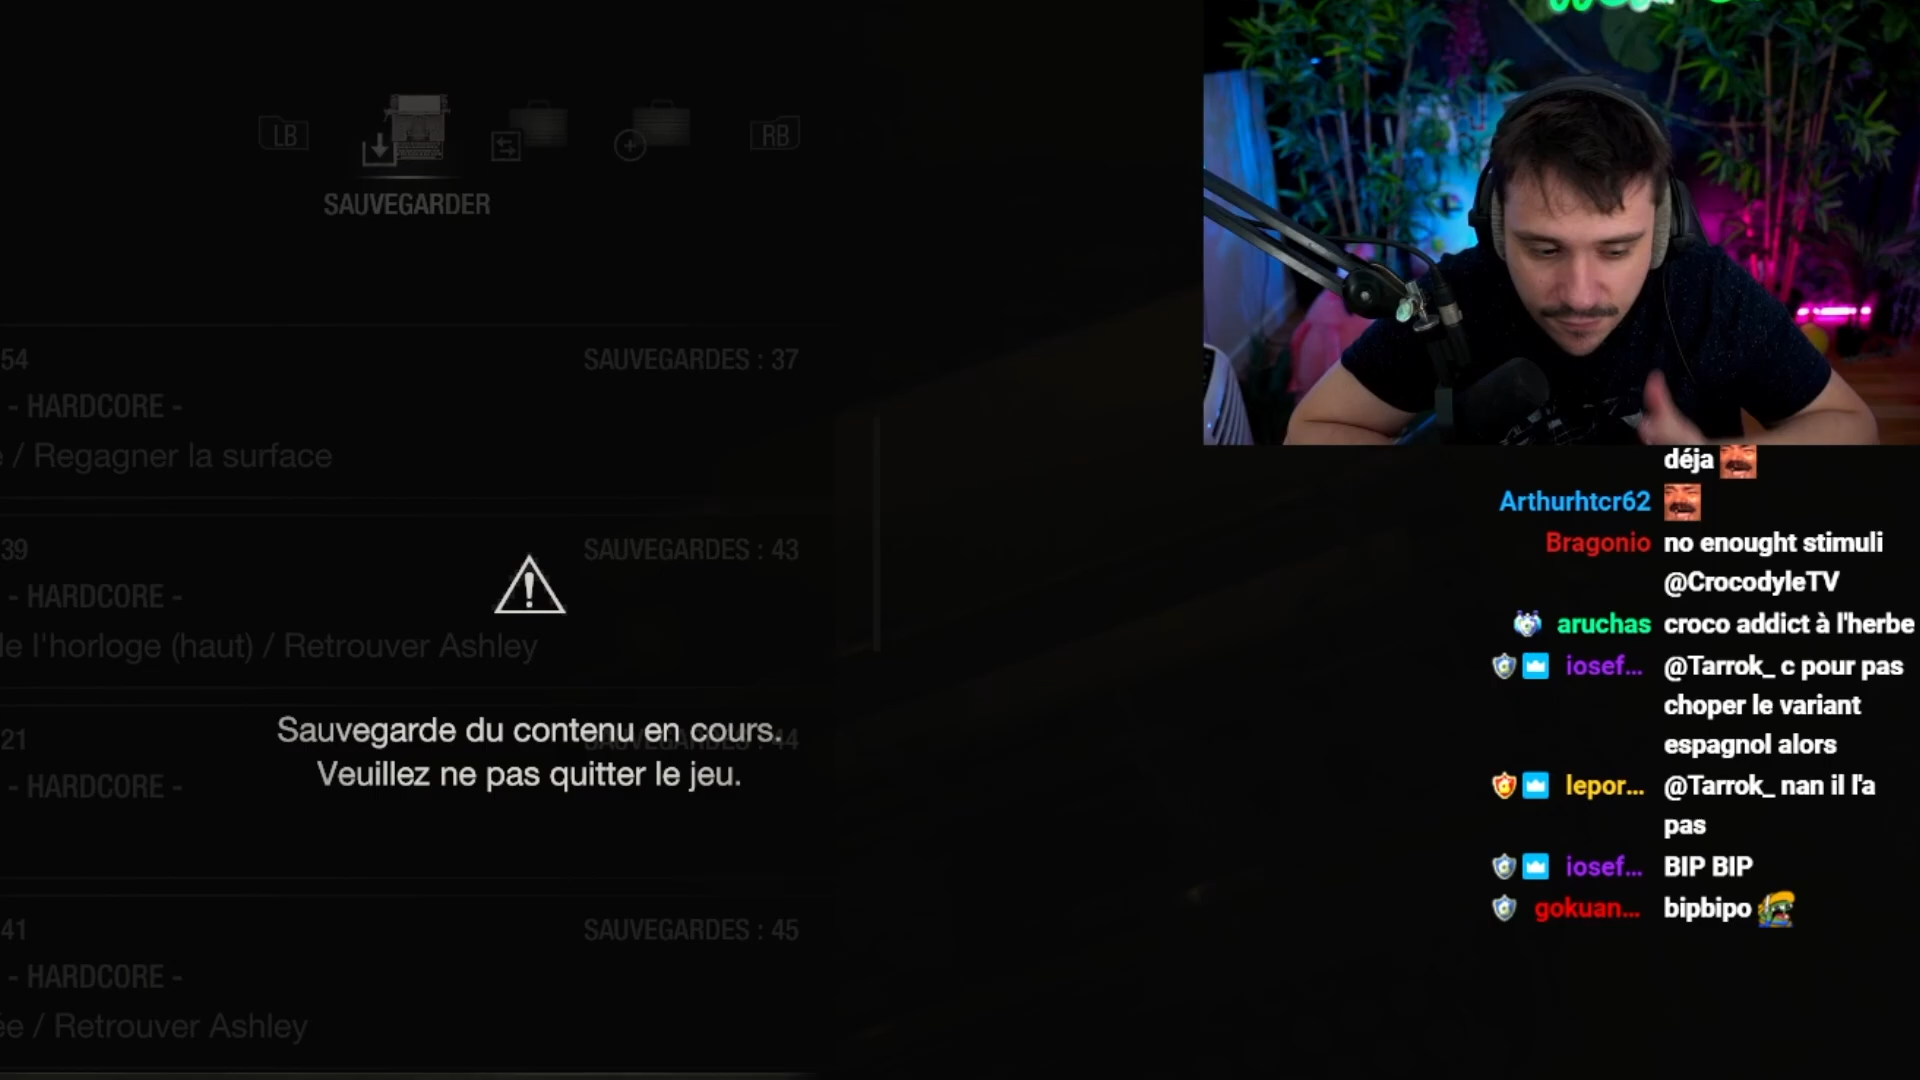 LB
RB
SAUVEGARDER
54
SAUVEGARDES : 37
- HARDCORE -
/ Regagner la surface
39
SAUVEGARDES : 43
- HARDCORE -
de l'horloge (haut) / Retrouver Ashley
21
44
- HARDCORE -
Sauvegarde du contenu en cours.
Veuillez ne pas quitter le jeu.
41
SAUVEGARDES : 45
- HARDCORE -
/ Retrouver Ashley
déja
Arthurhtcr62
Bragonio no enought stimuli
@CrocodyleTV
aruchas croco addict à l'herbe
iosef... @Tarrok_ c pour pas
choper le variant
espagnol alors
lepor... @Tarrok_ nan il l'a
pas
iosef... BIP BIP
gokuan... bipbipo